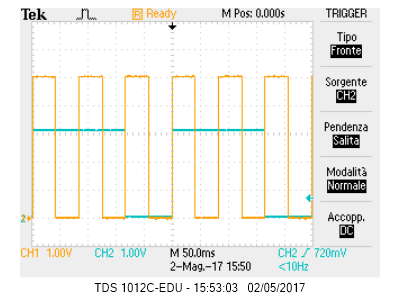 Tek R Ready M Pos: 0.000s TRIGGER
Tipo
Fronte
Sorgente
CH2
Pendenza
Salita
Modalità
Normale
2
Accopp.
DC
CH1 1.00V CH2 1.00V M 50.0ms CH2 720mV
2-Mag.-17 15:50 <10Hz
TDS 1012C-EDU - 15:53:03 02/05/2017